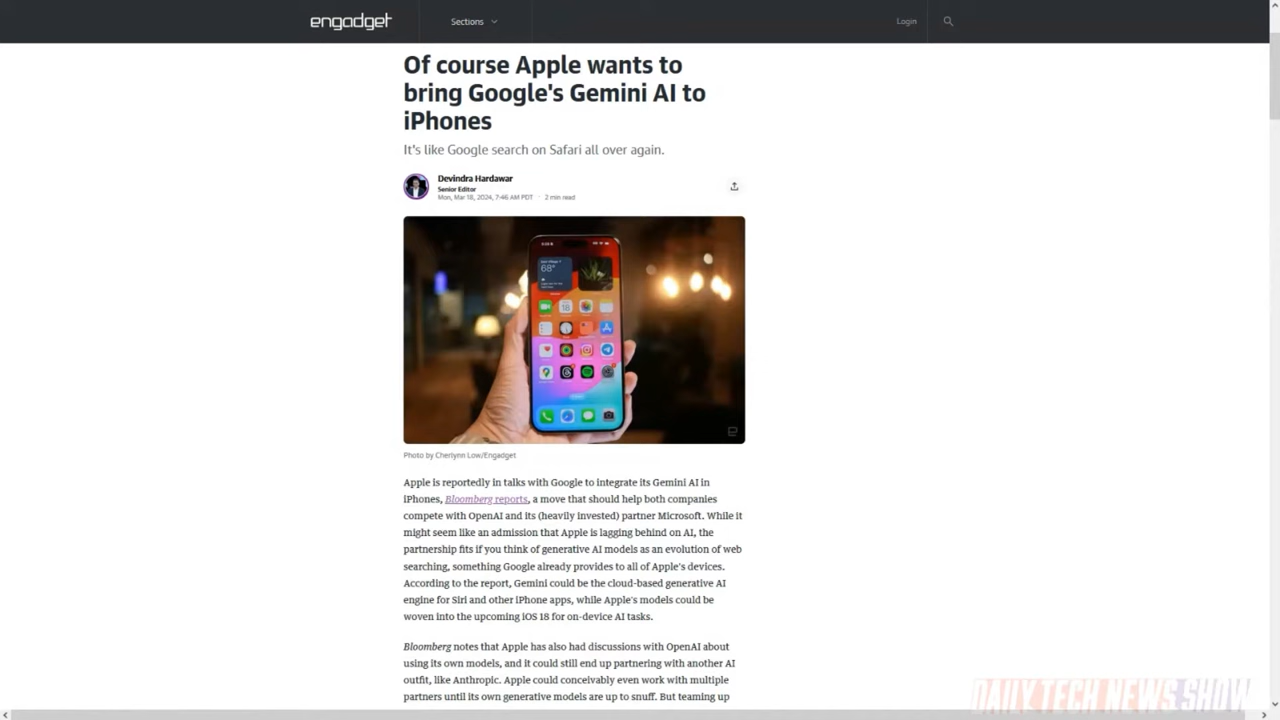 engadget
Sections
Login
Of course Apple wants to
bring Google's Gemini AI to
iPhones
It's like Google search on Safari all over again.
Devindra Hardawar
Senior Editor
Mon, Mar 18, 2024, 7:46 AM PDT · 2 min read
68°
Photo by Cherlynn Low/Engadget
Apple is reportedly in talks with Google to integrate its Gemini AI in
iPhones, Bloomberg reports, a move that should help both companies
compete with OpenAI and its (heavily invested) partner Microsoft. While it
might seem like an admission that Apple is lagging behind on AI, the
partnership fits if you think of generative AI models as an evolution of web
searching, something Google already provides to all of Apple's devices.
According to the report, Gemini could be the cloud-based generative AI
engine for Siri and other iPhone apps, while Apple's models could be
woven into the upcoming iOS 18 for on-device AI tasks.
Bloomberg notes that Apple has also had discussions with OpenAI about
using its own models, and it could still end up partnering with another AI
outfit, like Anthropic. Apple could conceivably even work with multiple
partners until its own generative models are up to snuff. But teaming up
DAILY TECH NEWS SHOW